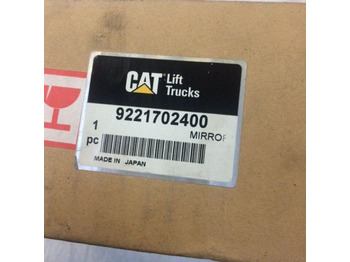 CAT Lift
Trucks
9221702400
1
pc
MIRROR
MADE IN JAPAN